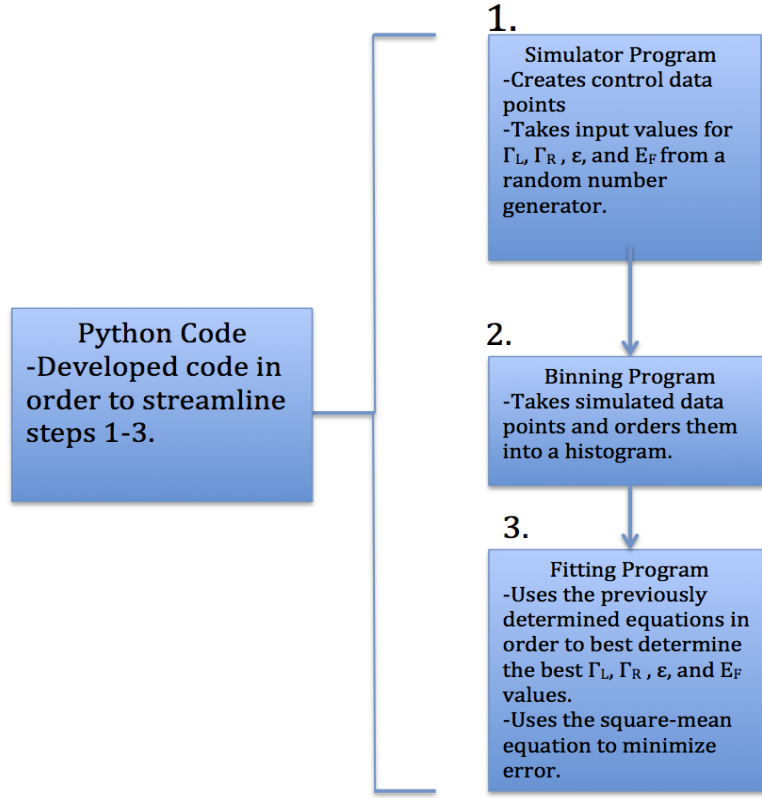 1.
Simulator Program
-Creates control data
points
-Takes input values for
ΓL, ΓR , ε, and EF from a
random number
generator.
Python Code
-Developed code in
order to streamline
steps 1-3.
2.
Binning Program
-Takes simulated data
points and orders them
into a histogram.
3.
Fitting Program
-Uses the previously
determined equations in
order to best determine
the best ΓL, ΓR , ε, and EF
values.
-Uses the square-mean
equation to minimize
error.